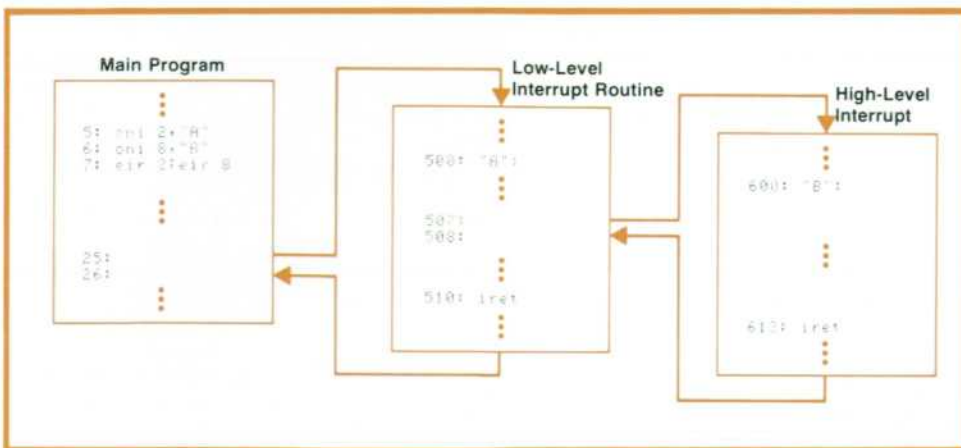 Main Program
5: oni 2,"A"
6: oni 8,"B"
7: eir 2;eir 8
25:
26:
Low-Level
Interrupt Routine
500: "A":
507:
508:
510: iret
High-Level
Interrupt
600: "B":
613: iret